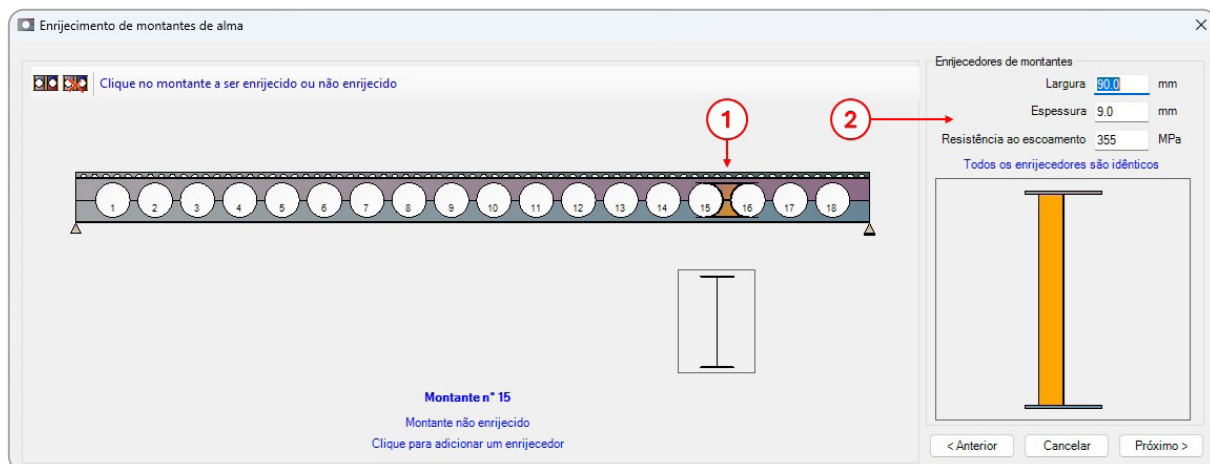 Enrijecimento de montantes de alma
Clique no montante a ser enrijecido ou não enrijecido
1
1 2 3 4 5 6 7 8 9 10 11 12 13 14 15 16 17 18
Montante n° 15
Montante não enrijecido
Clique para adicionar um enrijecedor
2
Enrijecedores de montantes
Largura 90.0 mm
Espessura 9.0 mm
Resistência ao escoamento 355 MPa
Todos os enrijecedores são idênticos
< Anterior Cancelar Próximo >